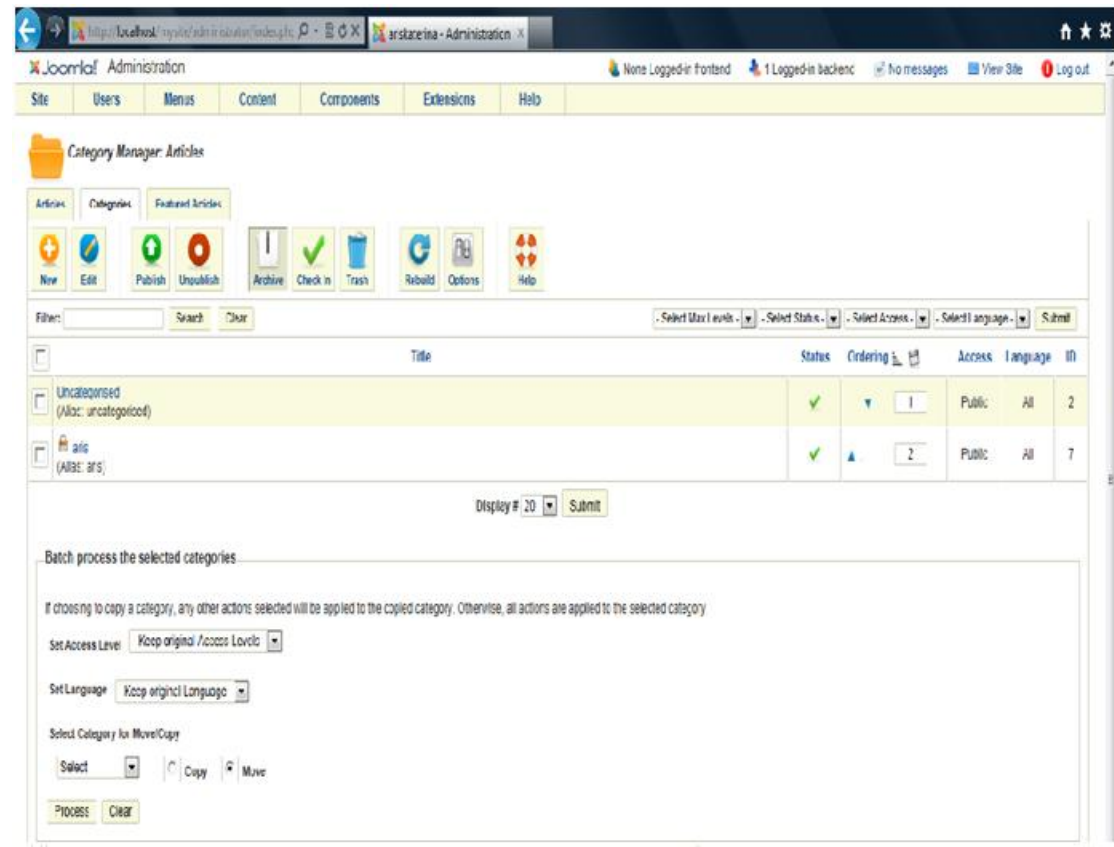 http://localhost/mysite/administrator/index.php
Administration
Joomla! Administration
None Logged-in frontend 1 Logged-in backend No messages View Site Log out
Site Users Menus Content Components Extensions Help
Category Manager: Articles
Articles Categories Featured Articles
New Edit Publish Unpublish Archive Check In Trash Rebuild Options Help
Filter: Search Clear - Select Max Levels - - Select Status - - Select Access - - Select Language - Submit
Title Status Ordering Access Language ID
Uncategorised
(Alias: uncategorised) 1 Public All 2
aris
(Alias: aris) 2 Public All 7
Display # 20 Submit
Batch process the selected categories
If choosing to copy a category, any other actions selected will be applied to the copied category. Otherwise, all actions are applied to the selected category
Set Access Level Keep original Access Levels
Set Language Keep original Language
Select Category for Move/Copy
Select Copy Move
Process Clear